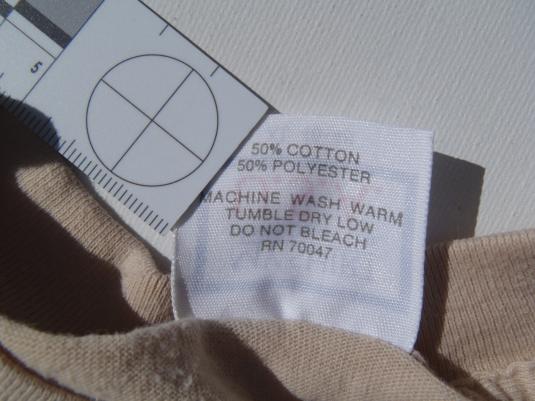 5
50% COTTON
50% POLYESTER
MACHINE WASH WARM
TUMBLE DRY LOW
DO NOT BLEACH
RN 70047